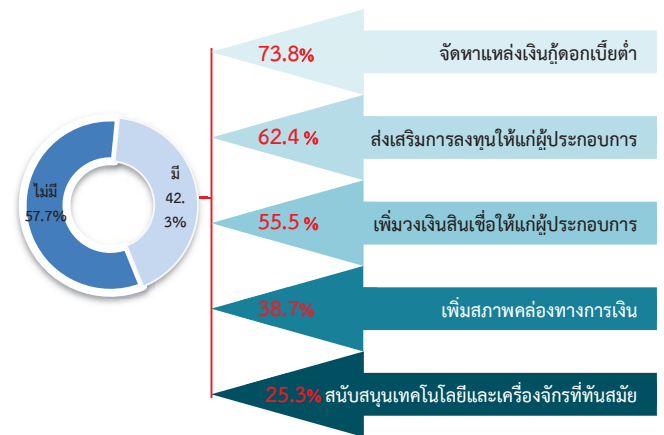 73.8% จัดหาแหล่งเงินกู้ดอกเบี้ยต่ำ
62.4 % ส่งเสริมการลงทุนให้แก่ผู้ประกอบการ
ไม่มี
57.7%
มี
42.
3%
55.5 % เพิ่มวงเงินสินเชื่อให้แก่ผู้ประกอบการ
38.7% เพิ่มสภาพคล่องทางการเงิน
25.3% สนับสนุนเทคโนโลยีและเครื่องจักรที่ทันสมัย